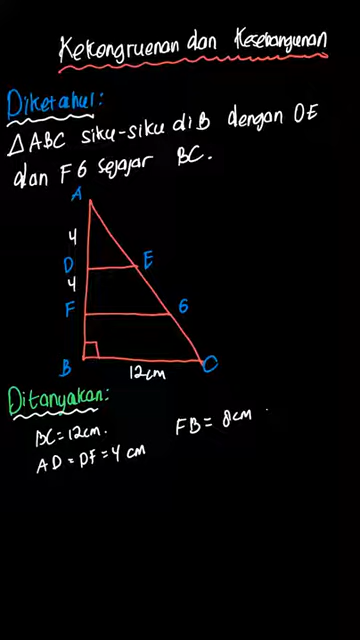 Kekongruenan dan Kesebangunan
Diketahui:
△ABC siku-siku di B dengan DE
dan FG sejajar BC.
A
4
D E
4
F G
B C
12cm
Ditanyakan:
BC = 12cm.
AD = DF = 4 cm
FB = 8cm